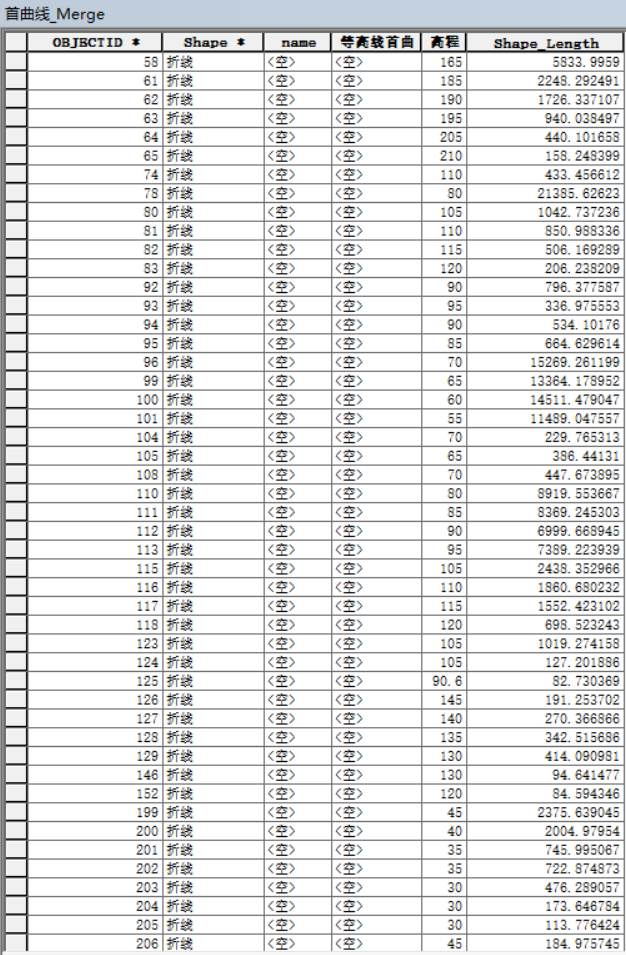 首曲线_Merge
OBJECTID * Shape * name 等高线首曲 高程 Shape_Length
58 折线 <空> <空> 165 5833.9959
61 折线 <空> <空> 185 2248.292491
62 折线 <空> <空> 190 1726.337107
63 折线 <空> <空> 195 940.038497
64 折线 <空> <空> 205 440.101658
65 折线 <空> <空> 210 158.248399
74 折线 <空> <空> 110 433.456612
78 折线 <空> <空> 80 21385.62623
80 折线 <空> <空> 105 1042.737236
81 折线 <空> <空> 110 850.988336
82 折线 <空> <空> 115 506.169289
83 折线 <空> <空> 120 206.238209
92 折线 <空> <空> 90 796.377587
93 折线 <空> <空> 95 336.975553
94 折线 <空> <空> 90 534.10176
95 折线 <空> <空> 85 664.629614
96 折线 <空> <空> 70 15269.261199
99 折线 <空> <空> 65 13364.178952
100 折线 <空> <空> 60 14511.479047
101 折线 <空> <空> 55 11489.047557
104 折线 <空> <空> 70 229.765313
105 折线 <空> <空> 65 386.44131
108 折线 <空> <空> 70 447.673895
110 折线 <空> <空> 80 8919.553667
111 折线 <空> <空> 85 8369.245303
112 折线 <空> <空> 90 6999.668945
113 折线 <空> <空> 95 7389.223939
115 折线 <空> <空> 105 2438.352966
116 折线 <空> <空> 110 1860.680232
117 折线 <空> <空> 115 1552.423102
118 折线 <空> <空> 120 698.523243
123 折线 <空> <空> 105 1019.274158
124 折线 <空> <空> 105 127.201886
125 折线 <空> <空> 90.6 82.730369
126 折线 <空> <空> 145 191.253702
127 折线 <空> <空> 140 270.366866
128 折线 <空> <空> 135 342.515686
129 折线 <空> <空> 130 414.090981
146 折线 <空> <空> 130 94.641477
152 折线 <空> <空> 120 84.594346
199 折线 <空> <空> 45 2375.639045
200 折线 <空> <空> 40 2004.97954
201 折线 <空> <空> 35 745.995067
202 折线 <空> <空> 35 722.874873
203 折线 <空> <空> 30 476.289057
204 折线 <空> <空> 30 173.646784
205 折线 <空> <空> 30 113.776424
206 折线 <空> <空> 45 184.975745